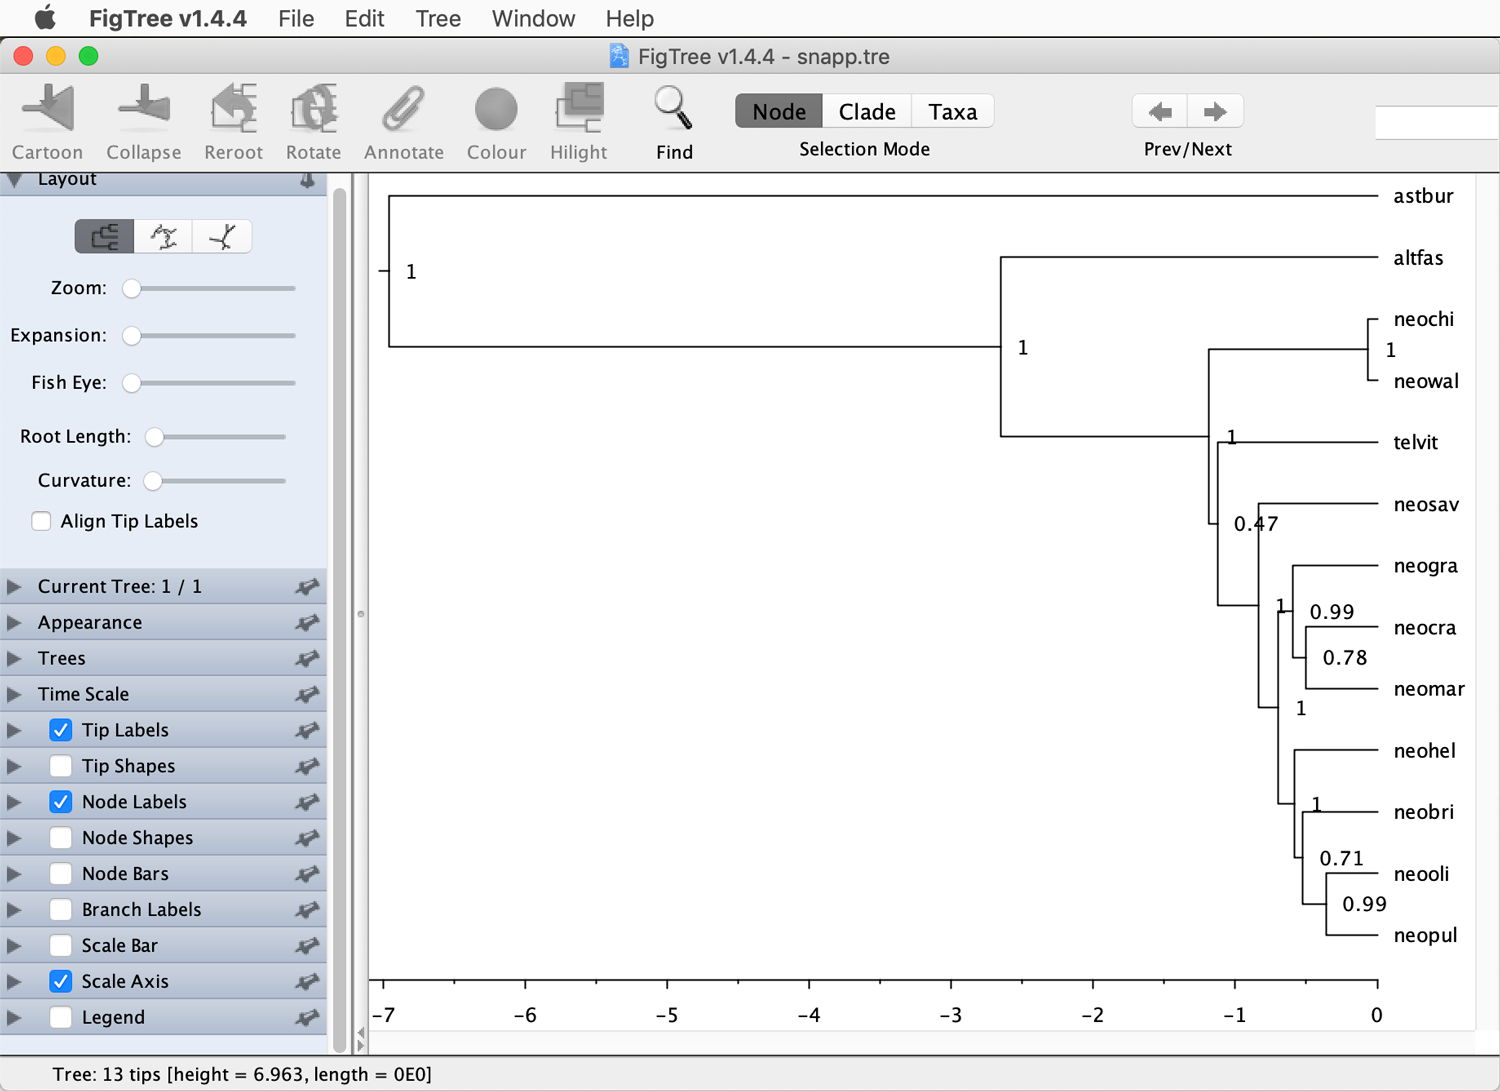 FigTree v1.4.4 File Edit Tree Window Help
FigTree v1.4.4 - snapp.tre
Cartoon Collapse Reroot Rotate Annotate Colour Hilight Find
Node Clade Taxa
Selection Mode
Prev/Next
Layout
Zoom:
Expansion:
Fish Eye:
Root Length:
Curvature:
Align Tip Labels
Current Tree: 1 / 1
Appearance
Trees
Time Scale
Tip Labels
Tip Shapes
Node Labels
Node Shapes
Node Bars
Branch Labels
Scale Bar
Scale Axis
Legend
astbur
altfas
1
neochi
1
1
neowal
1
telvit
neosav
0.47
neogra
1
0.99
neocra
0.78
neomar
1
neohel
1
neobri
0.71
neooli
0.99
neopul
-7 -6 -5 -4 -3 -2 -1 0
Tree: 13 tips [height = 6.963, length = 0E0]